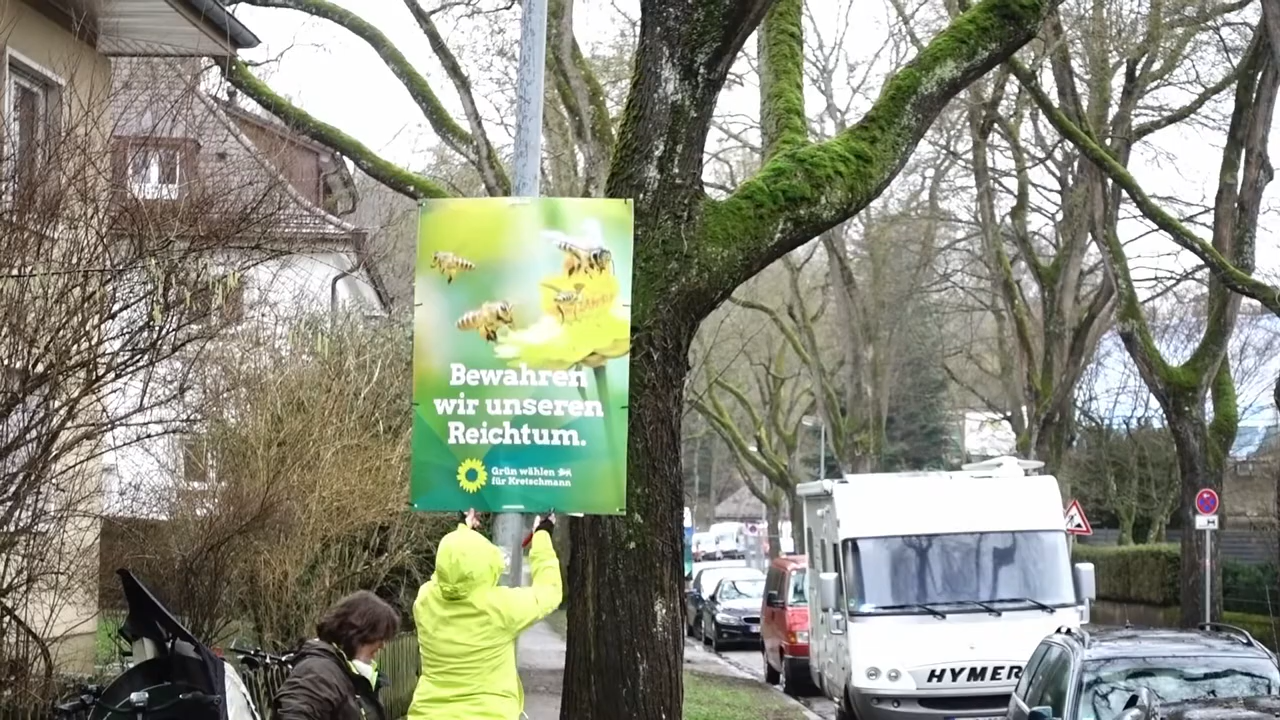 Bewahren
wir unseren
Reichtum.
Grün wählen
für Kretschmann
HYMER